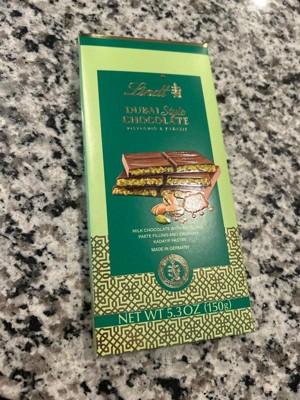 Lindt
DUBAI Style
CHOCOLATE
PISTACHIO & KADAYIF
MILK CHOCOLATE WITH PISTACHIO
PASTE FILLING AND CRUNCHY
KADAYIF PASTRY
MADE IN GERMANY
NET WT 5.3 OZ (150g)